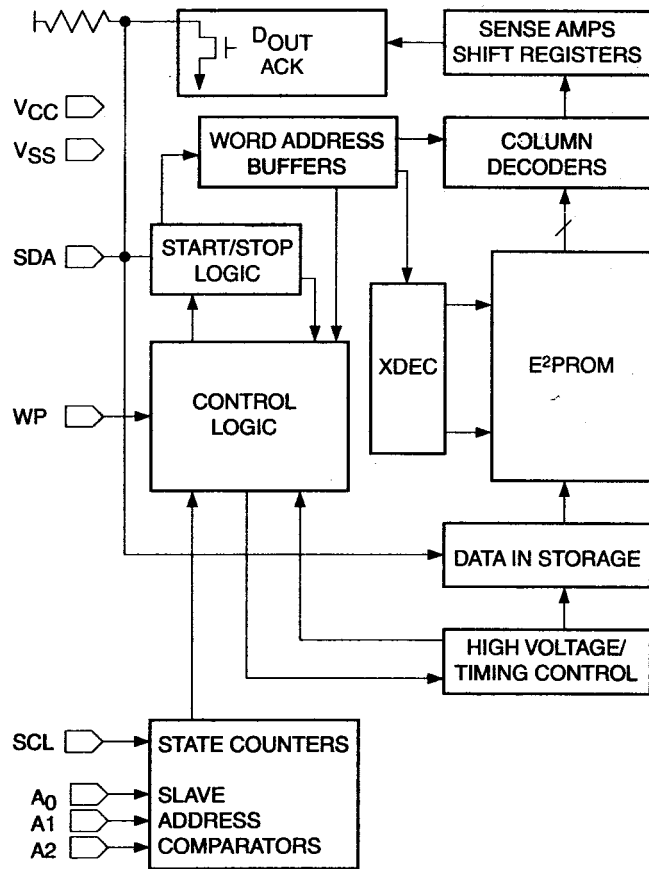 DOUT
ACK
SENSE AMPS
SHIFT REGISTERS
VCC
VSS
WORD ADDRESS
BUFFERS
COLUMN
DECODERS
SDA
START/STOP
LOGIC
XDEC
E²PROM
WP
CONTROL
LOGIC
DATA IN STORAGE
HIGH VOLTAGE/
TIMING CONTROL
SCL
STATE COUNTERS
A0
SLAVE
A1
ADDRESS
A2
COMPARATORS